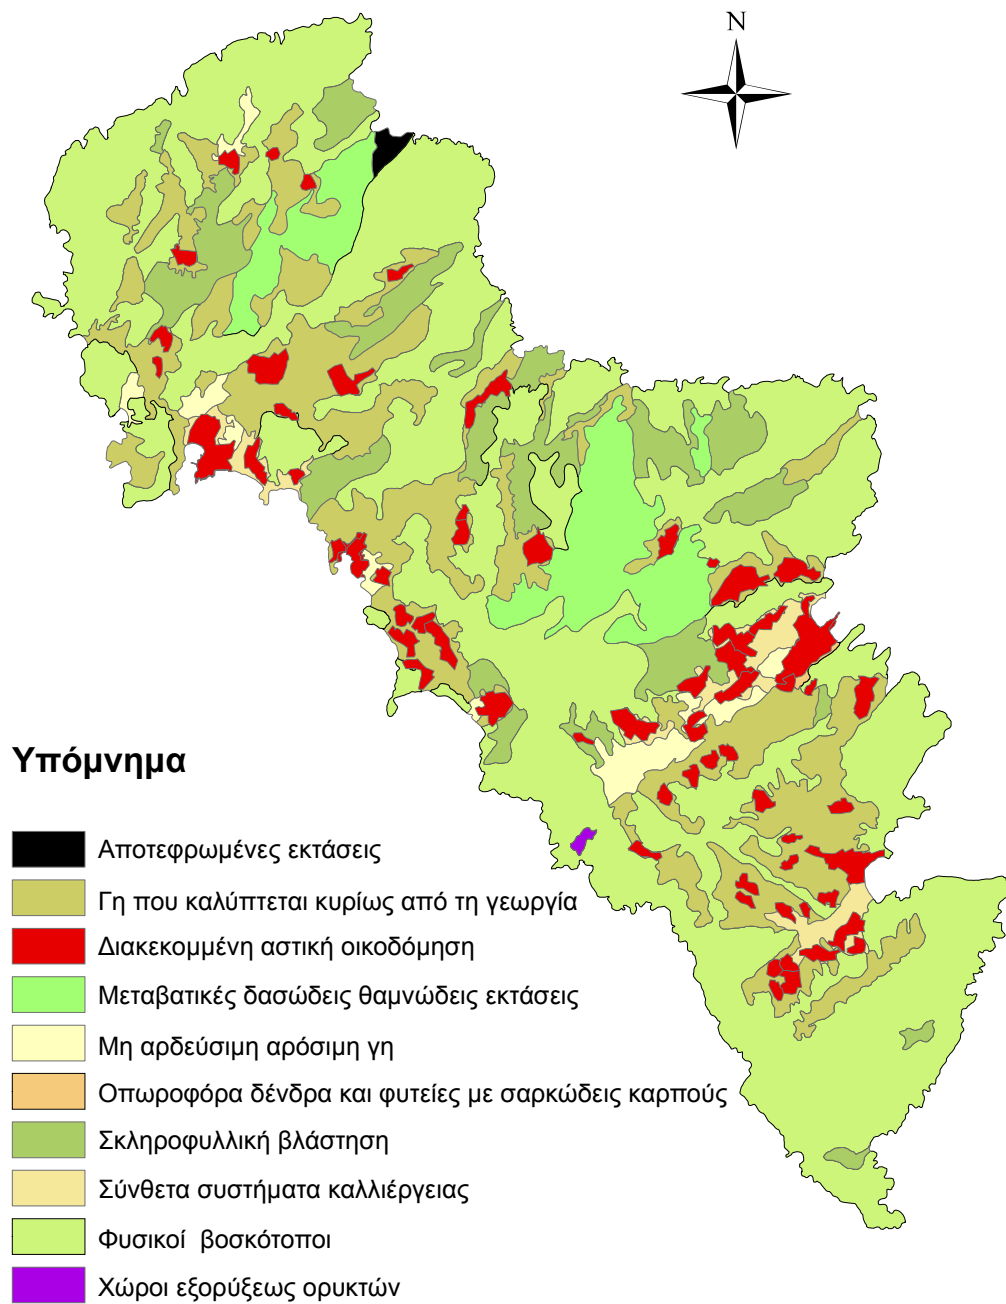 N
Υπόμνημα
Αποτεφρωμένες εκτάσεις
Γη που καλύπτεται κυρίως από τη γεωργία
Διακεκομμένη αστική οικοδόμηση
Μεταβατικές δασώδεις θαμνώδεις εκτάσεις
Μη αρδεύσιμη αρόσιμη γη
Οπωροφόρα δένδρα και φυτείες με σαρκώδεις καρπούς
Σκληροφυλλική βλάστηση
Σύνθετα συστήματα καλλιέργειας
Φυσικοί βοσκότοποι
Χώροι εξορύξεως ορυκτών